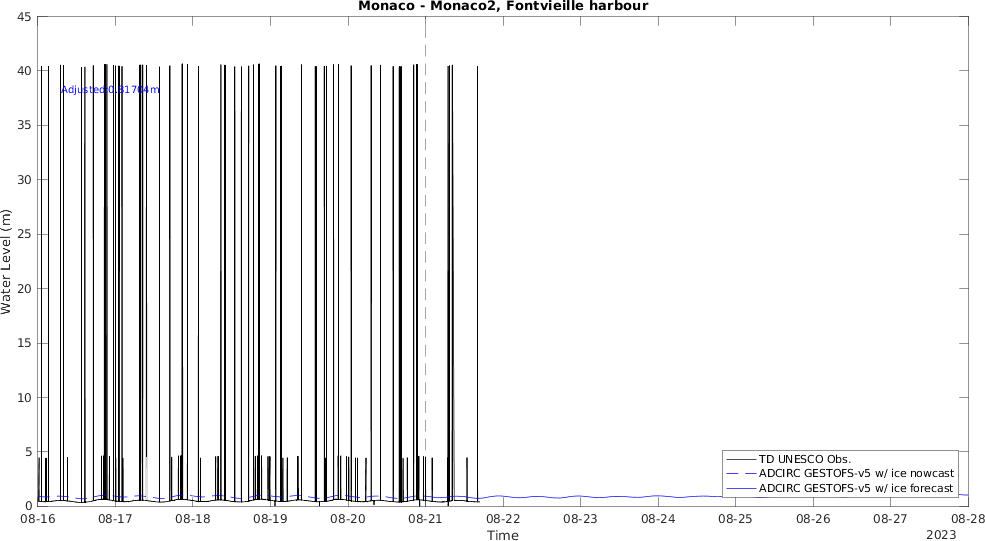 Monaco - Monaco2, Fontvieille harbour
Water Level (m)
45
40
35
30
25
20
15
10
5
0
Adjusted:0.31704m
TD UNESCO Obs.
ADCIRC GESTOFS-v5 w/ ice nowcast
ADCIRC GESTOFS-v5 w/ ice forecast
08-16 08-17 08-18 08-19 08-20 08-21 08-22 08-23 08-24 08-25 08-26 08-27 08-28
Time
2023